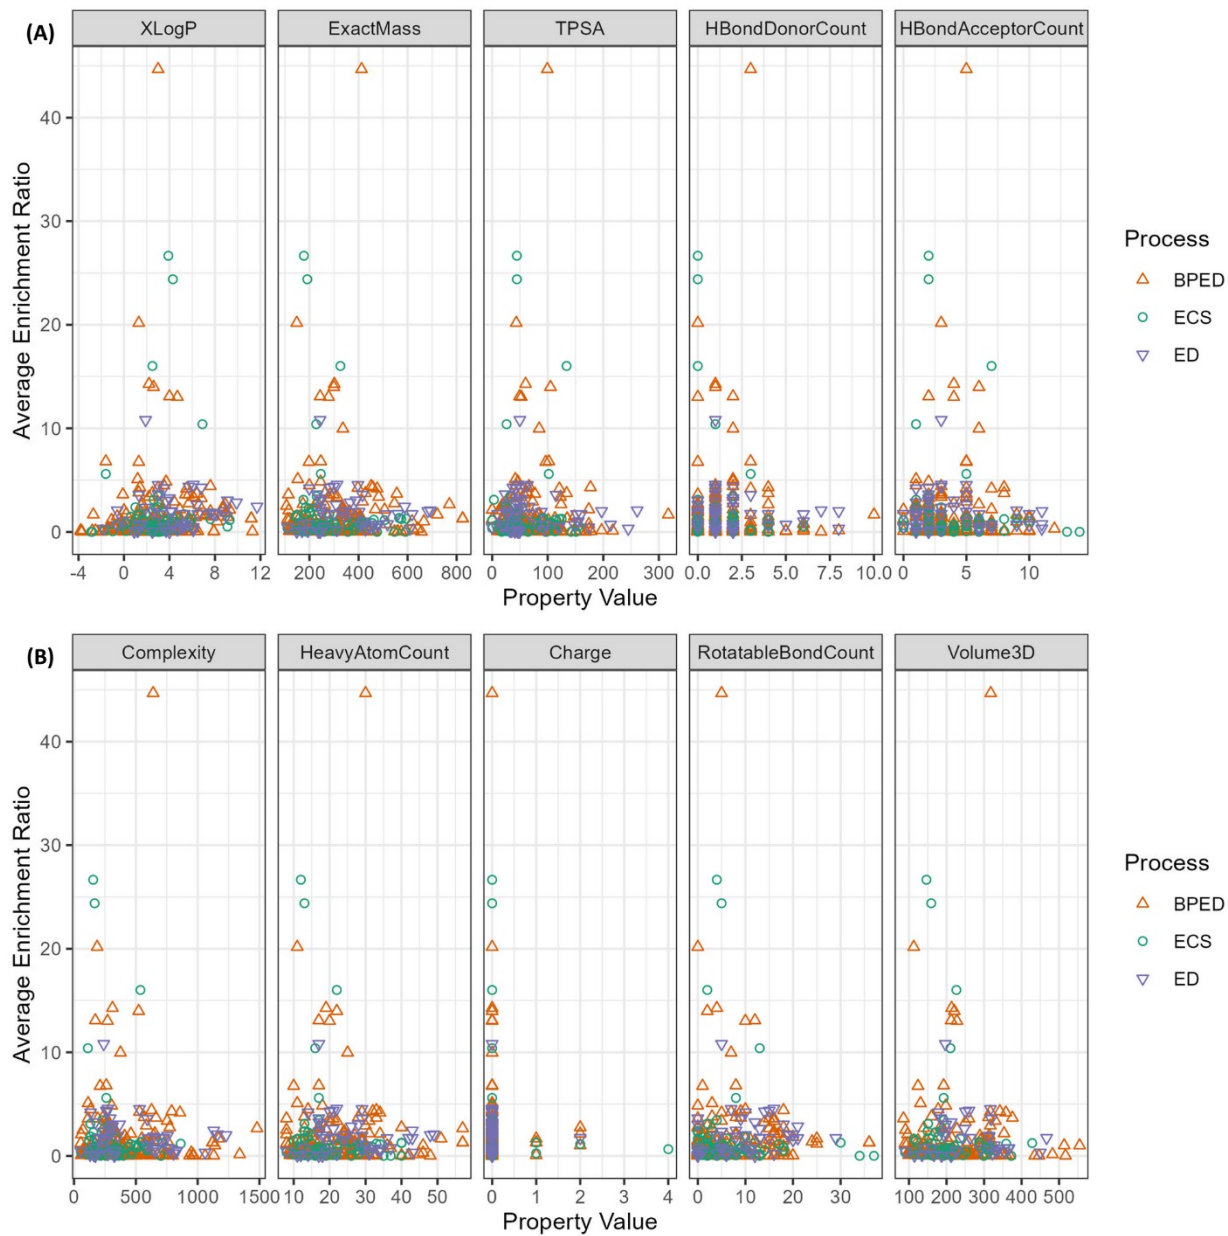 (A)
XLogP ExactMass TPSA HBondDonorCount HBondAcceptorCount
Average Enrichment Ratio
40
30
20
10
0
-4 0 4 8 12 200 400 600 800 0 100 200 300 0.0 2.5 5.0 7.5 10.0 0 5 10
Property Value
Process
BPED
ECS
ED
(B)
Complexity HeavyAtomCount Charge RotatableBondCount Volume3D
Average Enrichment Ratio
40
30
20
10
0
0 500 1000 1500 10 20 30 40 50 0 1 2 3 4 0 10 20 30 100 200 300 400 500
Property Value
Process
BPED
ECS
ED